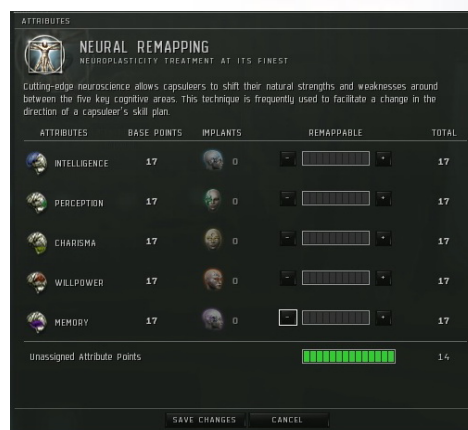 ATTRIBUTES
NEURAL REMAPPING
NEUROPLASTICITY TREATMENT AT ITS FINEST
Cutting-edge neuroscience allows capsuleers to shift their natural strengths and weaknesses around
between the five key cognitive areas. This technique is frequently used to facilitate a change in the
direction of a capsuleer's skill plan.
ATTRIBUTES BASE POINTS IMPLANTS REMAPPABLE TOTAL
INTELLIGENCE 17 0 - + 17
PERCEPTION 17 0 - + 17
CHARISMA 17 0 - + 17
WILLPOWER 17 0 - + 17
MEMORY 17 0 - + 17
Unassigned Attribute Points 14
SAVE CHANGES CANCEL